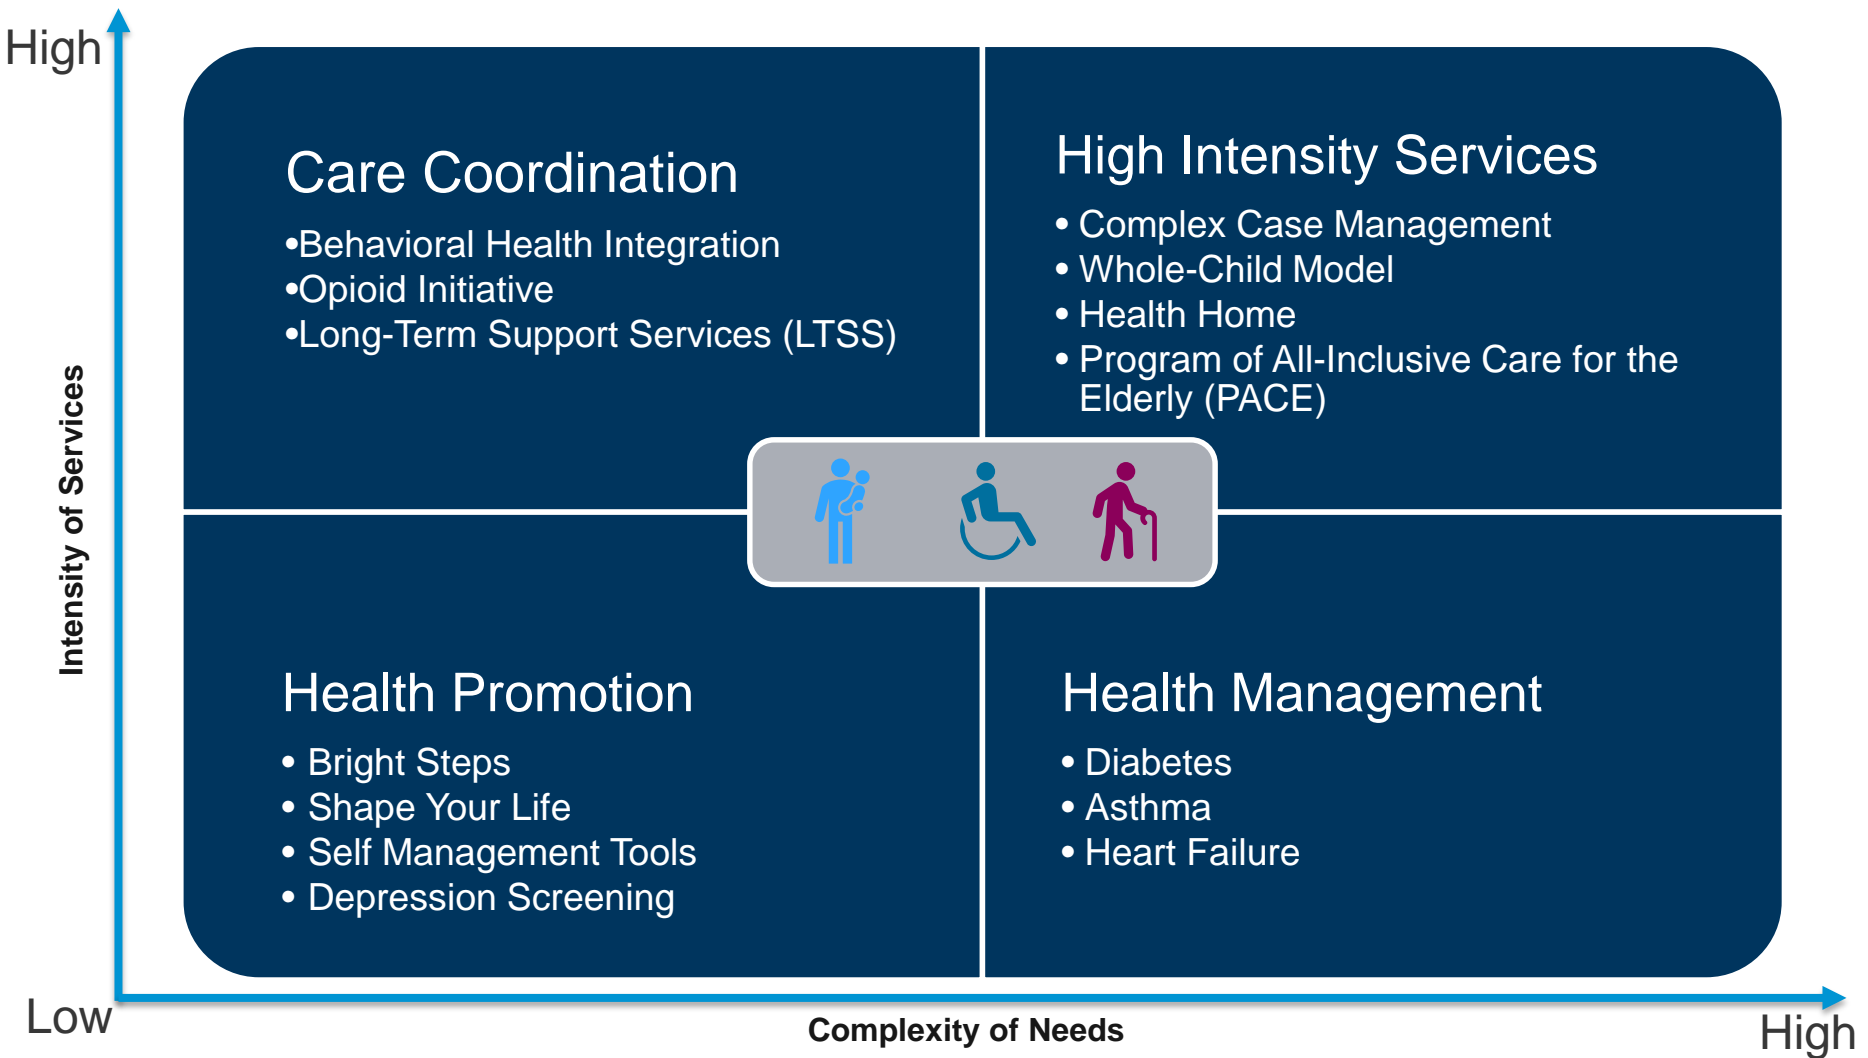 High
Care Coordination
•Behavioral Health Integration
•Opioid Initiative
•Long-Term Support Services (LTSS)
High Intensity Services
• Complex Case Management
• Whole-Child Model
• Health Home
• Program of All-Inclusive Care for the
Elderly (PACE)
Intensity of Services
Health Promotion
• Bright Steps
• Shape Your Life
• Self Management Tools
• Depression Screening
Health Management
• Diabetes
• Asthma
• Heart Failure
Low
Complexity of Needs
High